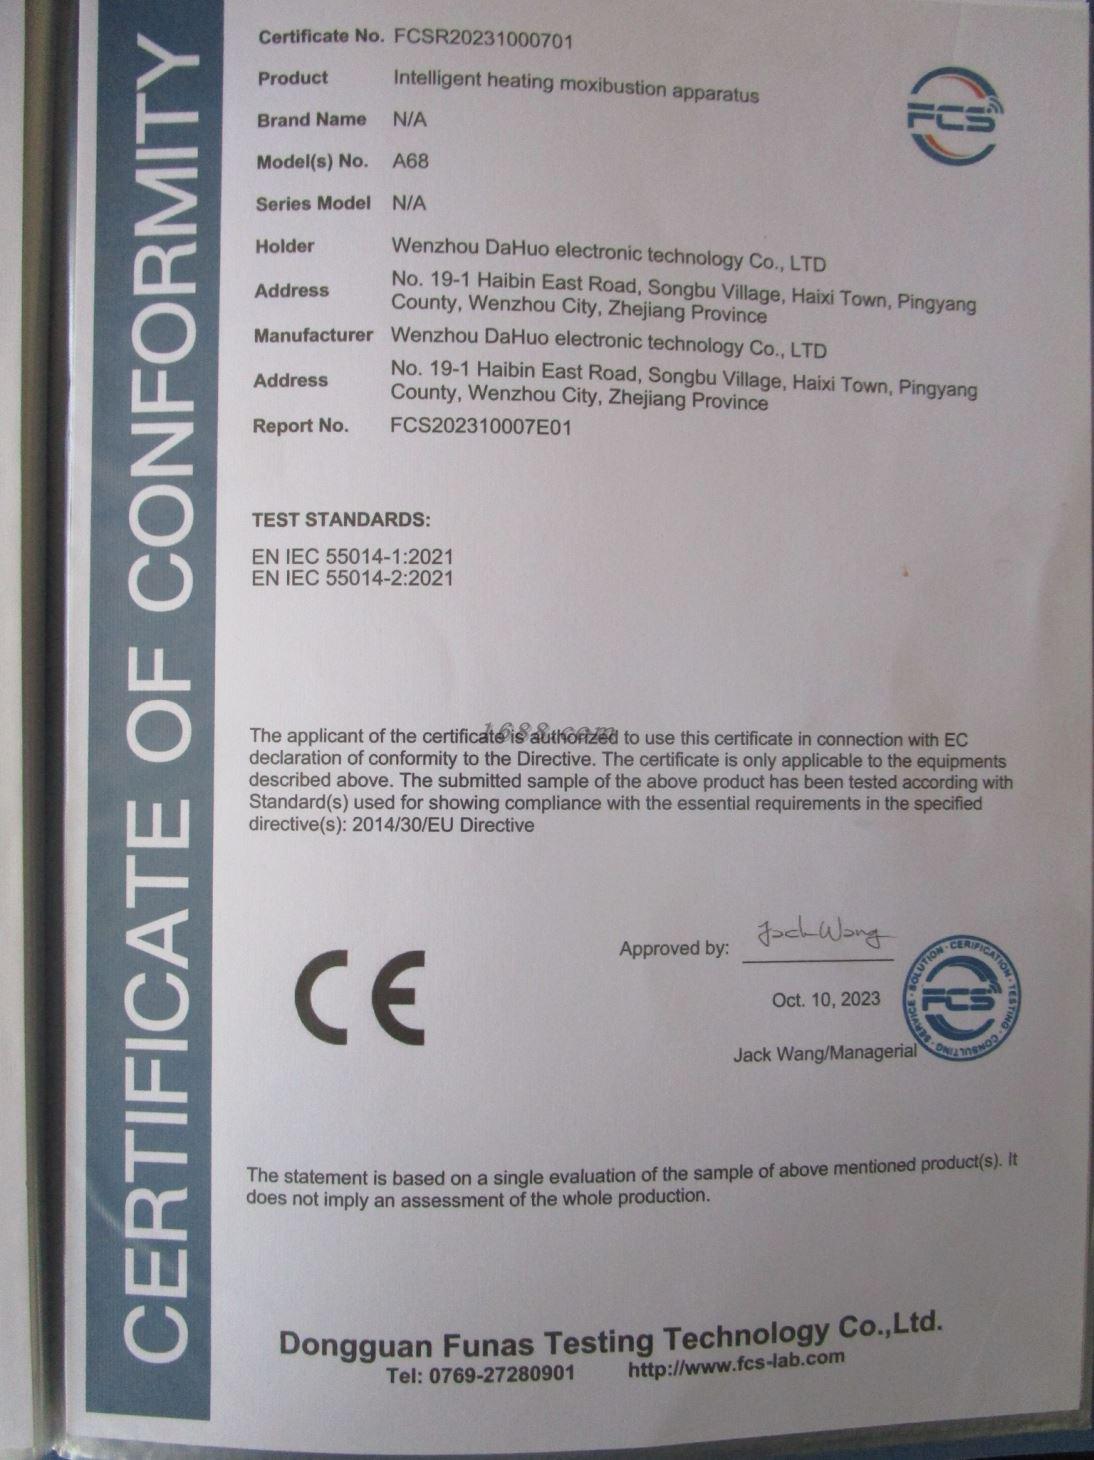 CERTIFICATE OF CONFORMITY
Certificate No. FCSR20231000701
Product Intelligent heating moxibustion apparatus
Brand Name N/A
Model(s) No. A68
Series Model N/A
Holder Wenzhou DaHuo electronic technology Co., LTD
Address No. 19-1 Haibin East Road, Songbu Village, Haixi Town, Pingyang
County, Wenzhou City, Zhejiang Province
Manufacturer Wenzhou DaHuo electronic technology Co., LTD
Address No. 19-1 Haibin East Road, Songbu Village, Haixi Town, Pingyang
County, Wenzhou City, Zhejiang Province
Report No. FCS202310007E01
FCS
TEST STANDARDS:
EN IEC 55014-1:2021
EN IEC 55014-2:2021
1688.com
The applicant of the certificate is authorized to use this certificate in connection with EC
declaration of conformity to the Directive. The certificate is only applicable to the equipments
described above. The submitted sample of the above product has been tested according with
Standard(s) used for showing compliance with the essential requirements in the specified
directive(s): 2014/30/EU Directive
CE
Approved by: Jack Wang
Oct. 10, 2023
Jack Wang/Managerial
SERVICE · SOLUTION · CERIFICATION · TESTING · CONSULTING
FCS
The statement is based on a single evaluation of the sample of above mentioned product(s). It
does not imply an assessment of the whole production.
Dongguan Funas Testing Technology Co.,Ltd.
Tel: 0769-27280901 http://www.fcs-lab.com